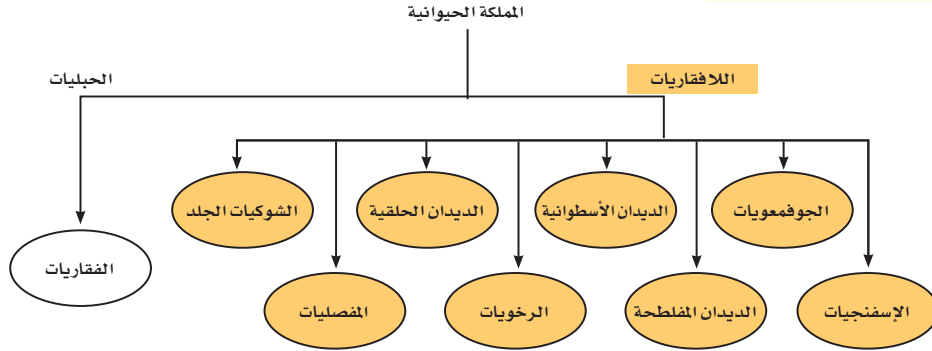 المملكة الحيوانية
اللافقاريات
الحبليات
الجوفمعويات
الديدان الأسطوانية
الديدان الحلقية
الشوكيات الجلد
الفقاريات
الإسفنجيات
الديدان المفلطحة
الرخويات
المفصليات